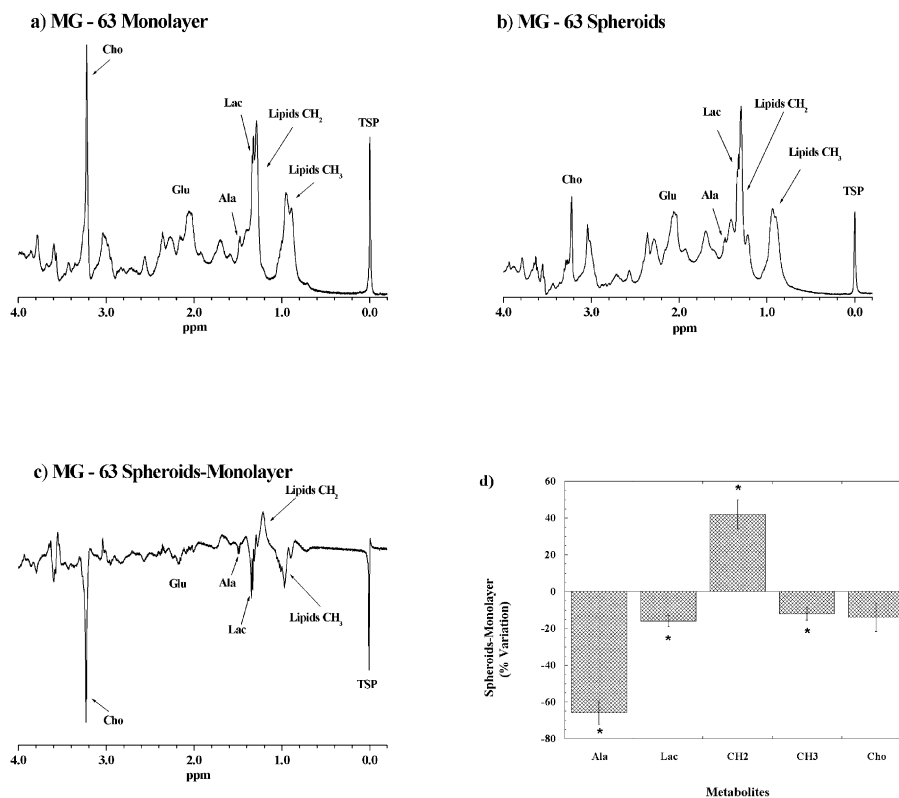 a) MG - 63 Monolayer
Cho
Lac
Lipids CH2
TSP
Glu
Ala
Lipids CH3
4.0 3.0 2.0 1.0 0.0
ppm
b) MG - 63 Spheroids
Lac
Lipids CH2
Lipids CH3
Cho
Glu
Ala
TSP
4.0 3.0 2.0 1.0 0.0
ppm
c) MG - 63 Spheroids-Monolayer
Lipids CH2
Glu
Ala
Lac
Lipids CH3
TSP
Cho
4.0 3.0 2.0 1.0 0.0
ppm
d)
60
40
20
0
-20
-40
-60
-80
Spheroids-Monolayer
(% Variation)
*
*
*
*
Ala Lac CH2 CH3 Cho
Metabolites